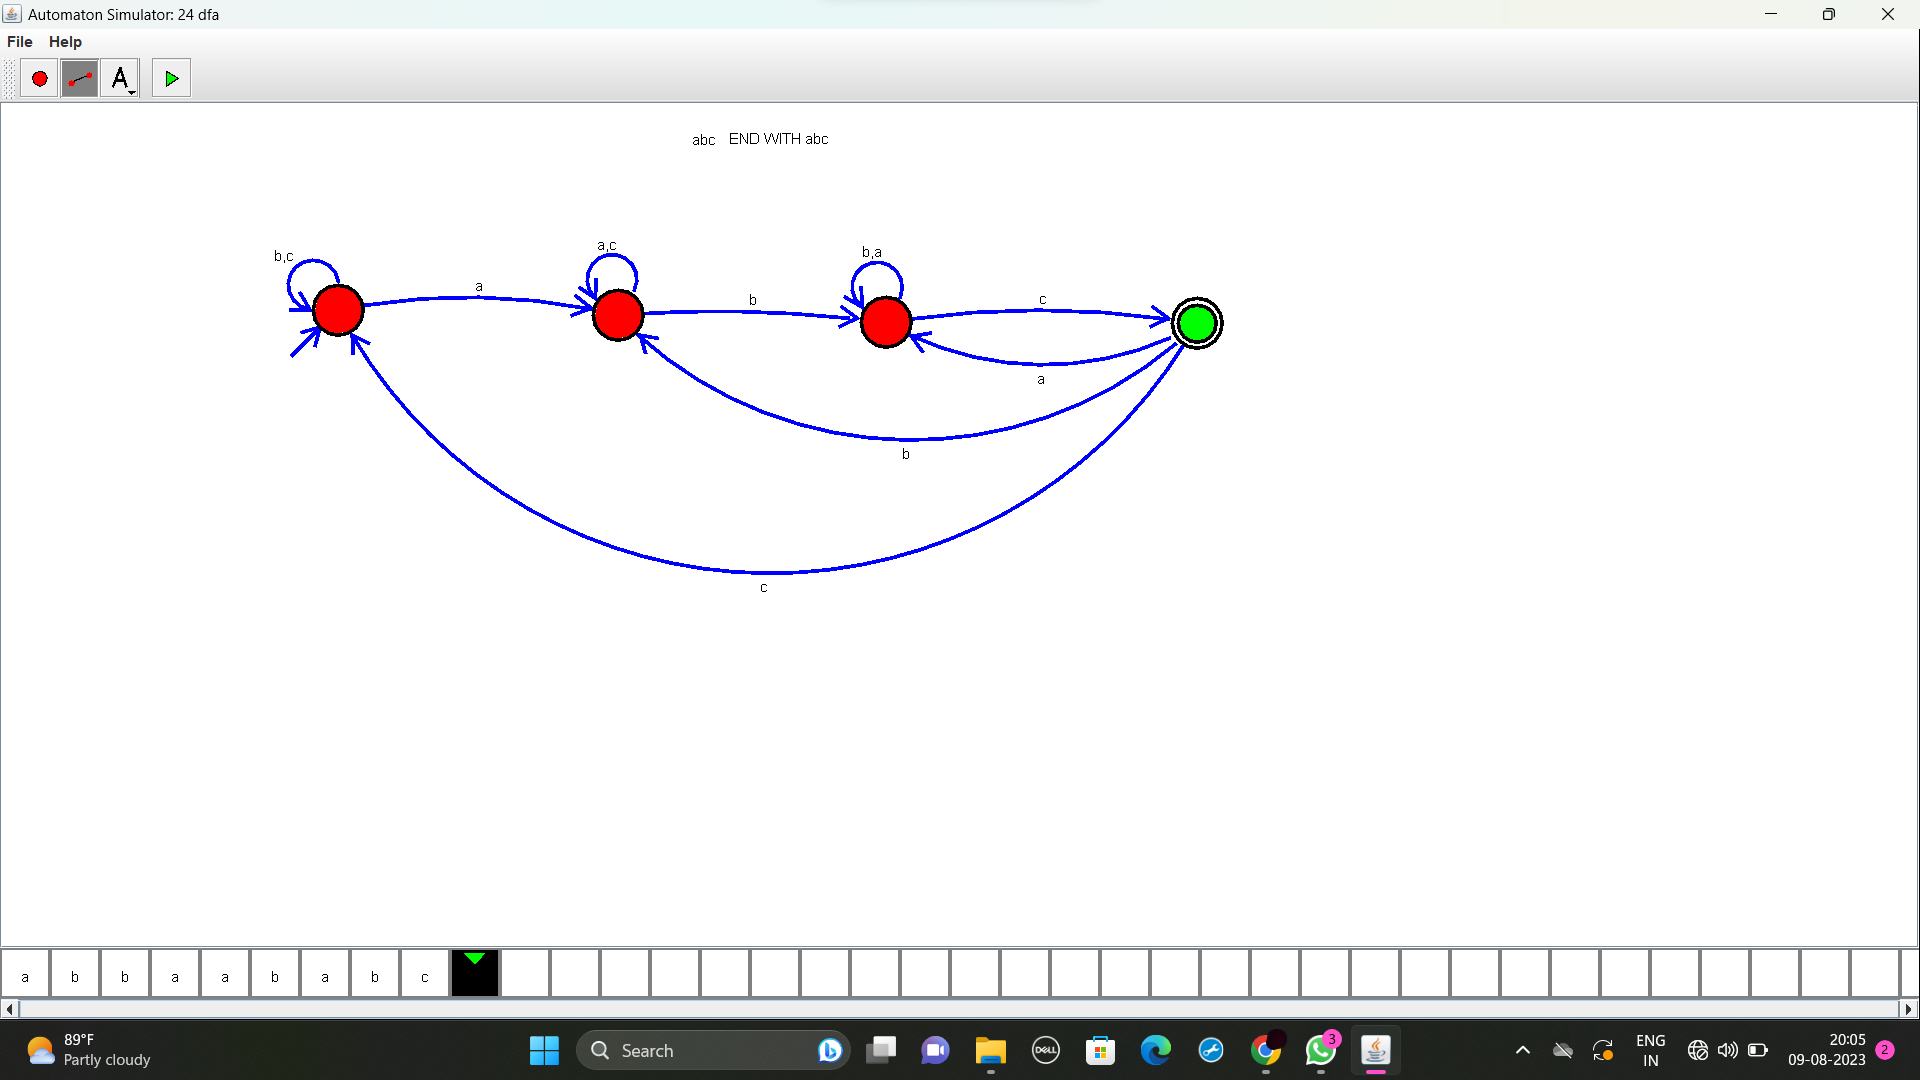 Automaton Simulator: 24 dfa
File Help
A
abc END WITH abc
b,c
a
a,c
b
b,a
c
a
b
c
a b b a a b a b c
89°F
Partly cloudy
Search
DELL
3
ENG
IN
20:05
09-08-2023
2